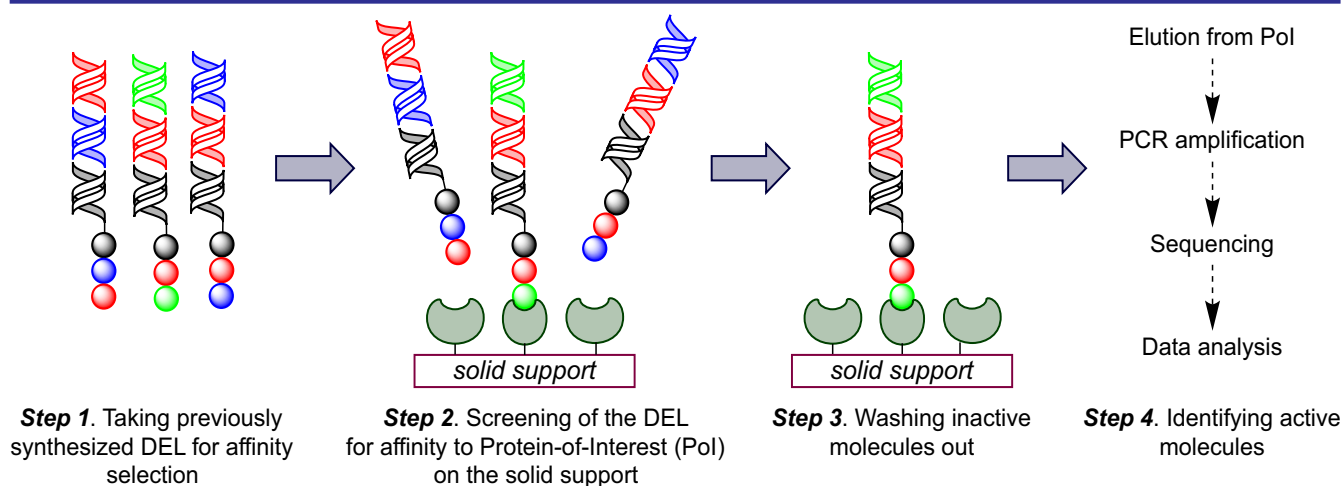 Elution from PoI
PCR amplification
Sequencing
Data analysis
solid support
solid support
Step 1. Taking previously
synthesized DEL for affinity
selection
Step 2. Screening of the DEL
for affinity to Protein-of-Interest (PoI)
on the solid support
Step 3. Washing inactive
molecules out
Step 4. Identifying active
molecules